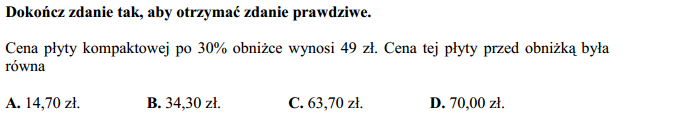 Dokończ zdanie tak, aby otrzymać zdanie prawdziwe.
Cena płyty kompaktowej po 30% obniżce wynosi 49 zł. Cena tej płyty przed obniżką była
równa
A. 14,70 zł. B. 34,30 zł. C. 63,70 zł. D. 70,00 zł.